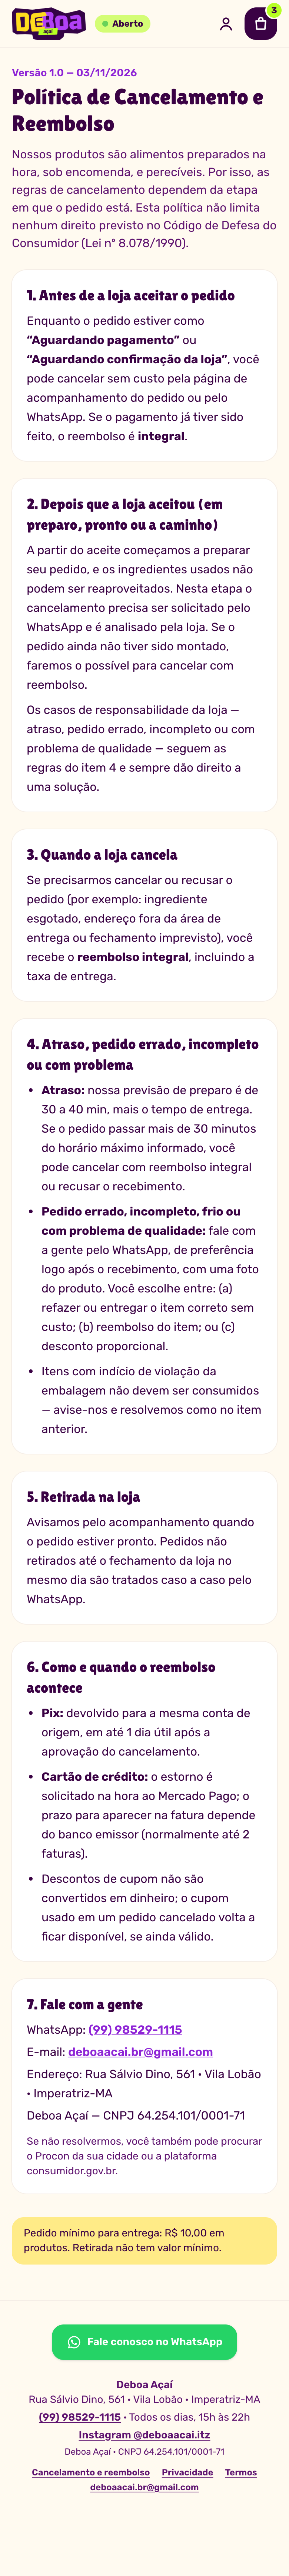 DEBoa
açaí
Aberto
3
Versão 1.0 — 03/11/2026
Política de Cancelamento e
Reembolso
Nossos produtos são alimentos preparados na
hora, sob encomenda, e perecíveis. Por isso, as
regras de cancelamento dependem da etapa
em que o pedido está. Esta política não limita
nenhum direito previsto no Código de Defesa do
Consumidor (Lei nº 8.078/1990).
1. Antes de a loja aceitar o pedido
Enquanto o pedido estiver como
“Aguardando pagamento” ou
“Aguardando confirmação da loja”, você
pode cancelar sem custo pela página de
acompanhamento do pedido ou pelo
WhatsApp. Se o pagamento já tiver sido
feito, o reembolso é integral.
2. Depois que a loja aceitou (em
preparo, pronto ou a caminho)
A partir do aceite começamos a preparar
seu pedido, e os ingredientes usados não
podem ser reaproveitados. Nesta etapa o
cancelamento precisa ser solicitado pelo
WhatsApp e é analisado pela loja. Se o
pedido ainda não tiver sido montado,
faremos o possível para cancelar com
reembolso.
Os casos de responsabilidade da loja —
atraso, pedido errado, incompleto ou com
problema de qualidade — seguem as
regras do item 4 e sempre dão direito a
uma solução.
3. Quando a loja cancela
Se precisarmos cancelar ou recusar o
pedido (por exemplo: ingrediente
esgotado, endereço fora da área de
entrega ou fechamento imprevisto), você
recebe o reembolso integral, incluindo a
taxa de entrega.
4. Atraso, pedido errado, incompleto
ou com problema
• Atraso: nossa previsão de preparo é de
30 a 40 min, mais o tempo de entrega.
Se o pedido passar mais de 30 minutos
do horário máximo informado, você
pode cancelar com reembolso integral
ou recusar o recebimento.
• Pedido errado, incompleto, frio ou
com problema de qualidade: fale com
a gente pelo WhatsApp, de preferência
logo após o recebimento, com uma foto
do produto. Você escolhe entre: (a)
refazer ou entregar o item correto sem
custo; (b) reembolso do item; ou (c)
desconto proporcional.
• Itens com indício de violação da
embalagem não devem ser consumidos
— avise-nos e resolvemos como no item
anterior.
5. Retirada na loja
Avisamos pelo acompanhamento quando
o pedido estiver pronto. Pedidos não
retirados até o fechamento da loja no
mesmo dia são tratados caso a caso pelo
WhatsApp.
6. Como e quando o reembolso
acontece
• Pix: devolvido para a mesma conta de
origem, em até 1 dia útil após a
aprovação do cancelamento.
• Cartão de crédito: o estorno é
solicitado na hora ao Mercado Pago; o
prazo para aparecer na fatura depende
do banco emissor (normalmente até 2
faturas).
• Descontos de cupom não são
convertidos em dinheiro; o cupom
usado em um pedido cancelado volta a
ficar disponível, se ainda válido.
7. Fale com a gente
WhatsApp: (99) 98529-1115
E-mail: deboaacai.br@gmail.com
Endereço: Rua Sálvio Dino, 561 • Vila Lobão
• Imperatriz-MA
Deboa Açaí — CNPJ 64.254.101/0001-71
Se não resolvermos, você também pode procurar
o Procon da sua cidade ou a plataforma
consumidor.gov.br.
Pedido mínimo para entrega: R$ 10,00 em
produtos. Retirada não tem valor mínimo.
Fale conosco no WhatsApp
Deboa Açaí
Rua Sálvio Dino, 561 • Vila Lobão • Imperatriz-MA
(99) 98529-1115 • Todos os dias, 15h às 22h
Instagram @deboaacai.itz
Deboa Açaí • CNPJ 64.254.101/0001-71
Cancelamento e reembolso Privacidade Termos
deboaacai.br@gmail.com